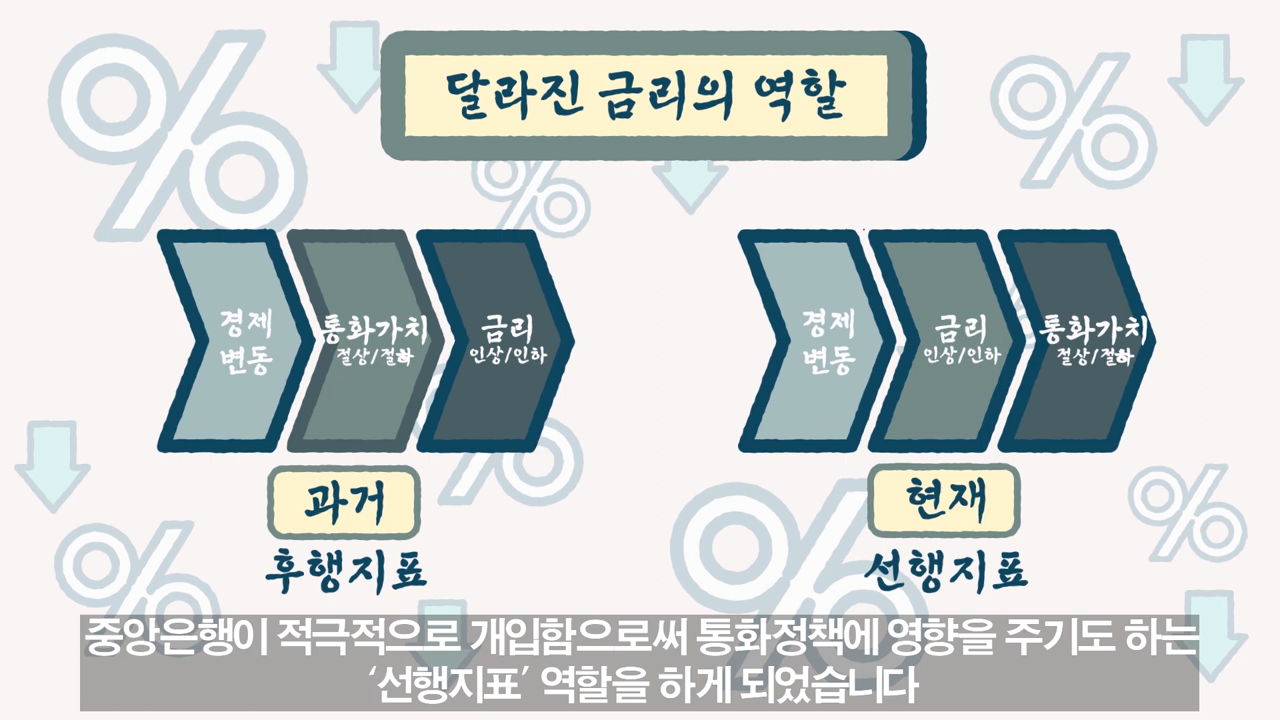 달라진 금리의 역할
경제
변동
통화가치
절상/절하
금리
인상/인하
경제
변동
금리
인상/인하
통화가치
절상/절하
과거
후행지표
현재
선행지표
중앙은행이 적극적으로 개입함으로써 통화정책에 영향을 주기도 하는
‘선행지표’ 역할을 하게 되었습니다